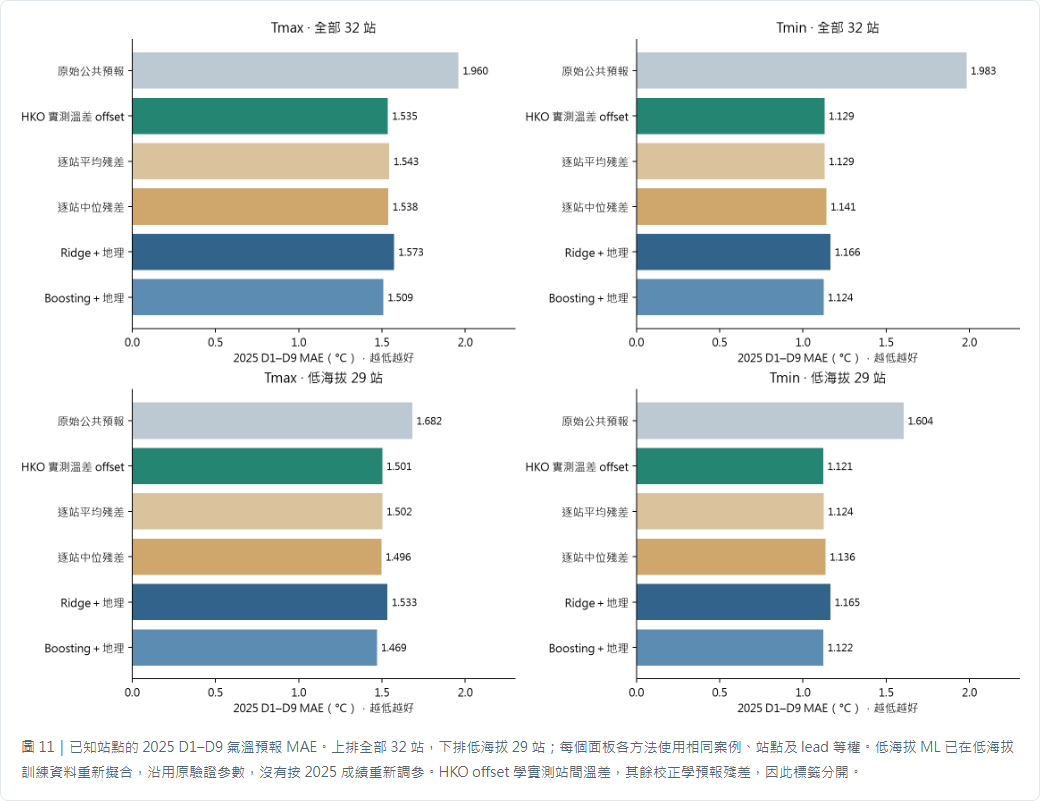 Tmax · 全部 32 站
原始公共預報
1.960
HKO 實測溫差 offset
1.535
逐站平均殘差
1.543
逐站中位殘差
1.538
Ridge + 地理
1.573
Boosting + 地理
1.509
0.0 0.5 1.0 1.5 2.0
2025 D1–D9 MAE（°C）· 越低越好
Tmin · 全部 32 站
原始公共預報
1.983
HKO 實測溫差 offset
1.129
逐站平均殘差
1.129
逐站中位殘差
1.141
Ridge + 地理
1.166
Boosting + 地理
1.124
0.0 0.5 1.0 1.5 2.0
2025 D1–D9 MAE（°C）· 越低越好
Tmax · 低海拔 29 站
原始公共預報
1.682
HKO 實測溫差 offset
1.501
逐站平均殘差
1.502
逐站中位殘差
1.496
Ridge + 地理
1.533
Boosting + 地理
1.469
0.0 0.5 1.0 1.5 2.0
2025 D1–D9 MAE（°C）· 越低越好
Tmin · 低海拔 29 站
原始公共預報
1.604
HKO 實測溫差 offset
1.121
逐站平均殘差
1.124
逐站中位殘差
1.136
Ridge + 地理
1.165
Boosting + 地理
1.122
0.0 0.5 1.0 1.5 2.0
2025 D1–D9 MAE（°C）· 越低越好
圖 11｜已知站點的 2025 D1–D9 氣溫預報 MAE。上排全部 32 站，下排低海拔 29 站；每個面板各方法使用相同案例、站點及 lead 等權。低海拔 ML 已在低海拔
訓練資料重新擬合，沿用原驗證參數，沒有按 2025 成績重新調參。HKO offset 學實測站間溫差，其餘校正學預報殘差，因此標籤分開。